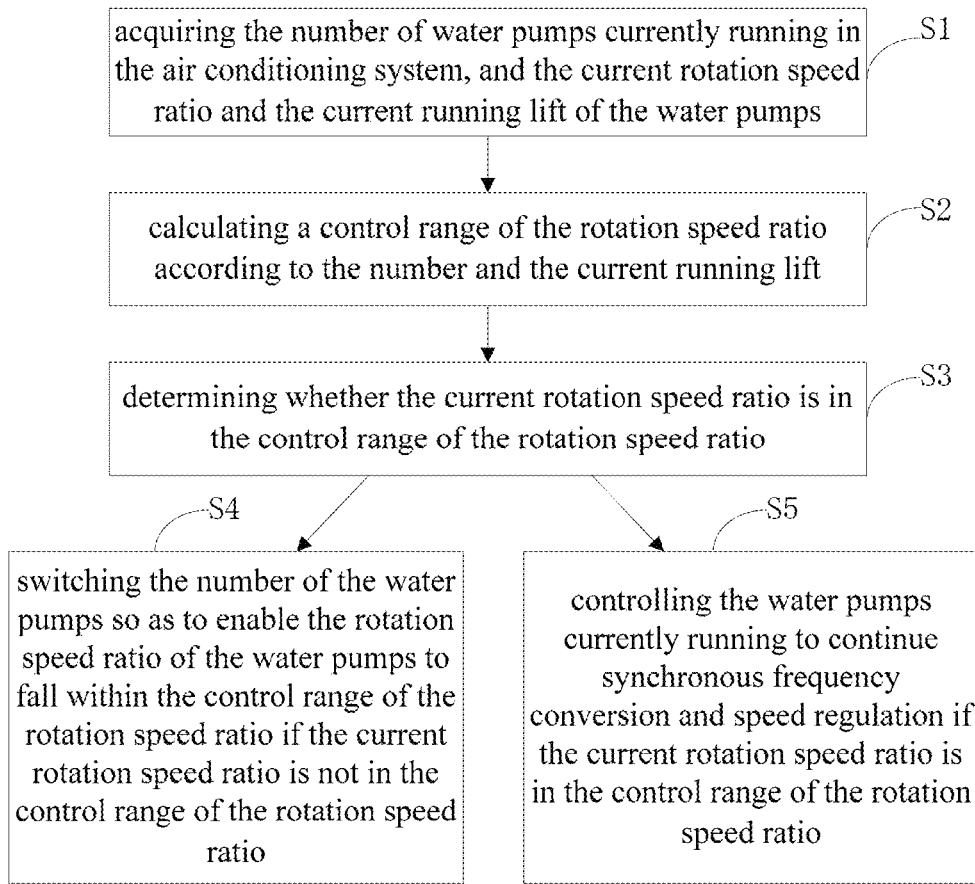 acquiring the number of water pumps currently running in
the air conditioning system, and the current rotation speed
ratio and the current running lift of the water pumps
S1
calculating a control range of the rotation speed ratio
according to the number and the current running lift
S2
determining whether the current rotation speed ratio is in
the control range of the rotation speed ratio
S3
S4
switching the number of the water
pumps so as to enable the rotation
speed ratio of the water pumps to
fall within the control range of the
rotation speed ratio if the current
rotation speed ratio is not in the
control range of the rotation speed
ratio
S5
controlling the water pumps
currently running to continue
synchronous frequency
conversion and speed regulation if
the current rotation speed ratio is
in the control range of the rotation
speed ratio